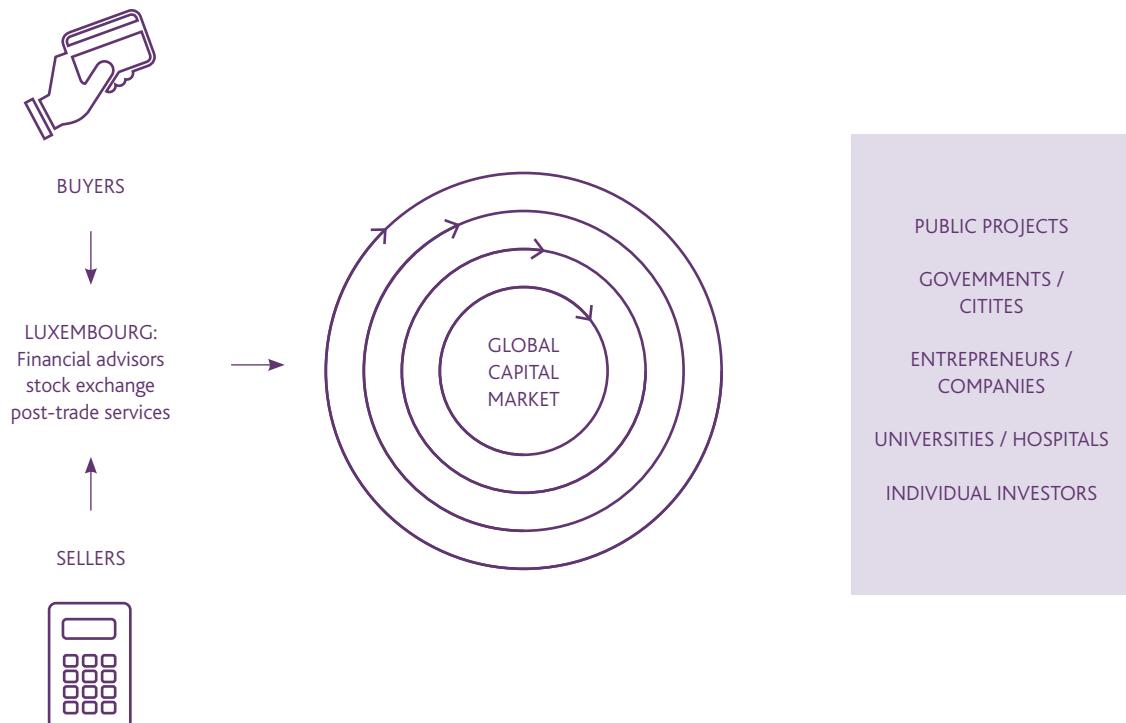 BUYERS
LUXEMBOURG:
Financial advisors
stock exchange
post-trade services
SELLERS
GLOBAL
CAPITAL
MARKET
PUBLIC PROJECTS
GOVEMMENTS /
CITITES
ENTREPRENEURS /
COMPANIES
UNIVERSITIES / HOSPITALS
INDIVIDUAL INVESTORS